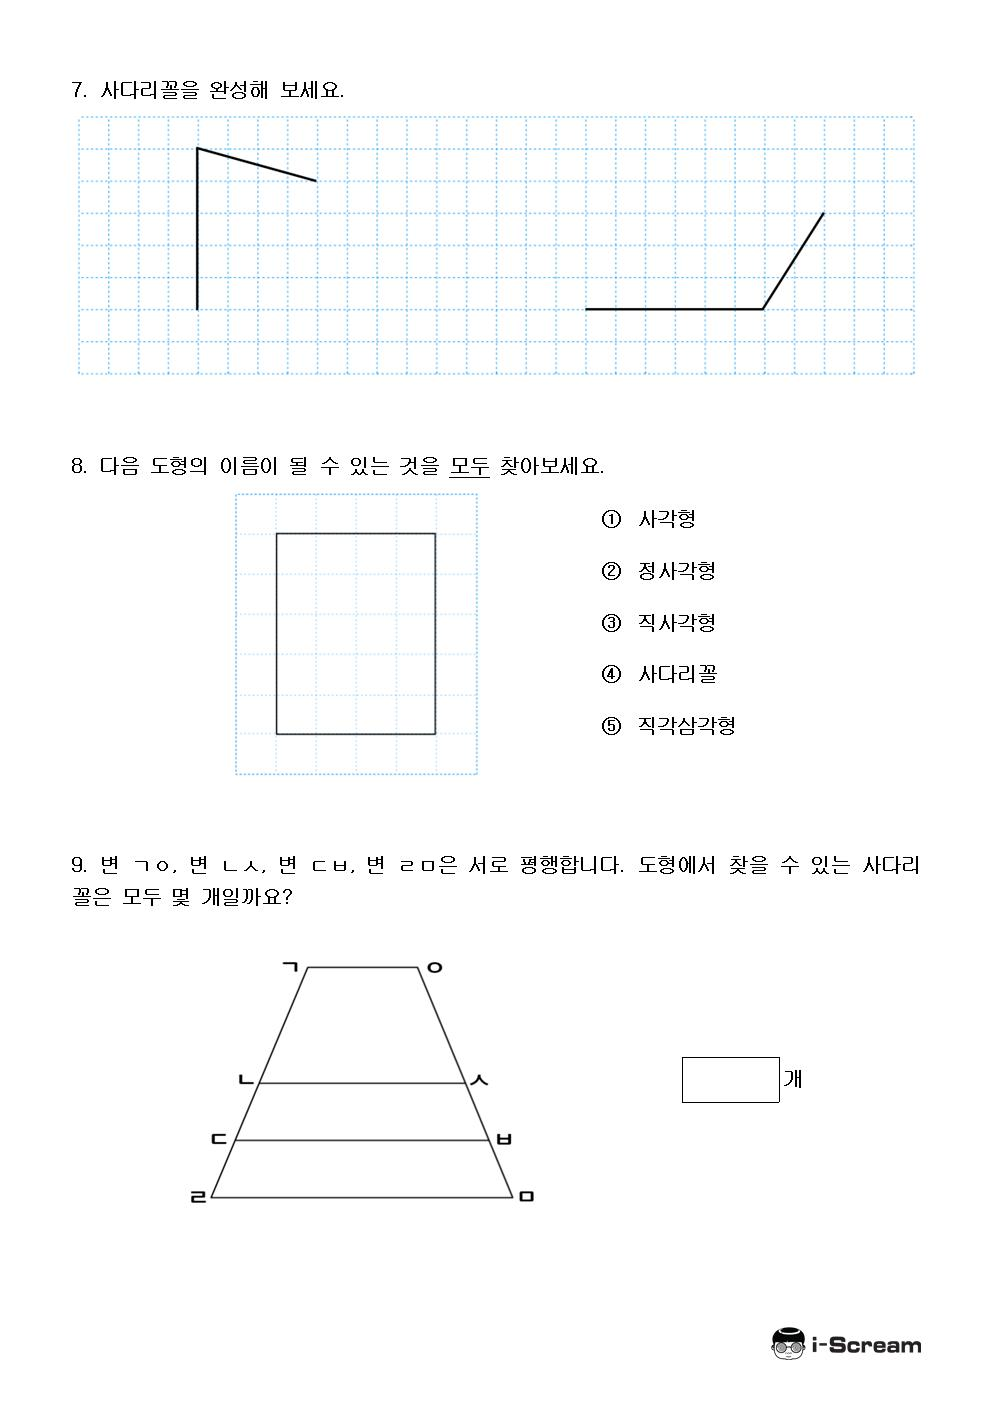 7. 사다리꼴을 완성해 보세요.
8. 다음 도형의 이름이 될 수 있는 것을 모두 찾아보세요.
① 사각형
② 정사각형
③ 직사각형
④ 사다리꼴
⑤ 직각삼각형
9. 변 ㄱㅇ, 변 ㄴㅅ, 변 ㄷㅂ, 변 ㄹㅁ은 서로 평행합니다. 도형에서 찾을 수 있는 사다리
꼴은 모두 몇 개일까요?
ㄱ ㅇ
ㄴ ㅅ
개
ㄷ ㅂ
ㄹ ㅁ
i-Scream